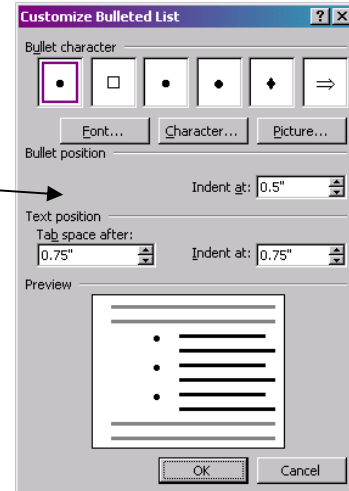 Customize Bulleted List
Bullet character
Font... Character... Picture...
Bullet position
Indent at: 0.5"
Text position
Tab space after:
0.75" Indent at: 0.75"
Preview
OK Cancel